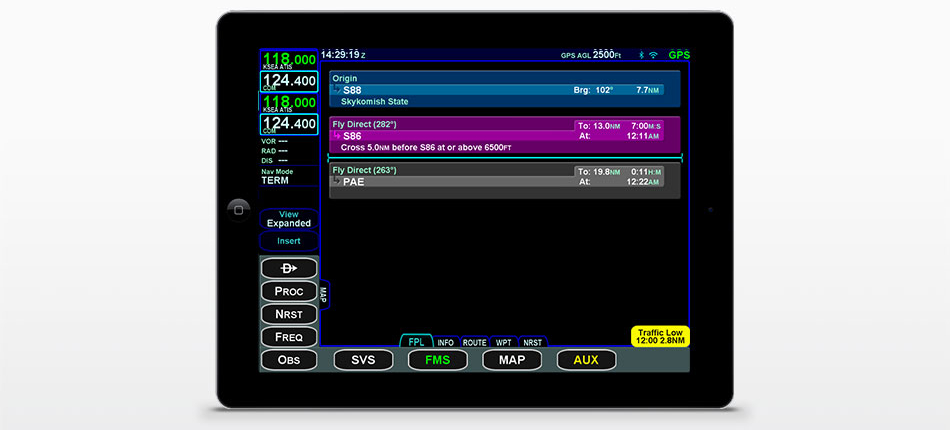 118.000
KSEA ATIS
124.400
COM
118.000
KSEA ATIS
124.400
COM
VOR ---
RAD ---
DIS ---
Nav Mode
TERM
View
Expanded
Insert
D
PROC
NRST
FREQ
OBS
14:29:19 Z
GPS AGL 2500FT
GPS
Origin
S88 Brg: 102° 7.7NM
Skykomish State
Fly Direct (282°) To: 13.0NM 7:00M:S
S86 At: 12:11AM
Cross 5.0NM before S86 at or above 6500FT
Fly Direct (263°) To: 19.8NM 0:11H:M
PAE At: 12:22AM
MAP
Traffic Low
12:00 2.8NM
FPL INFO ROUTE WPT NRST
SVS FMS MAP AUX